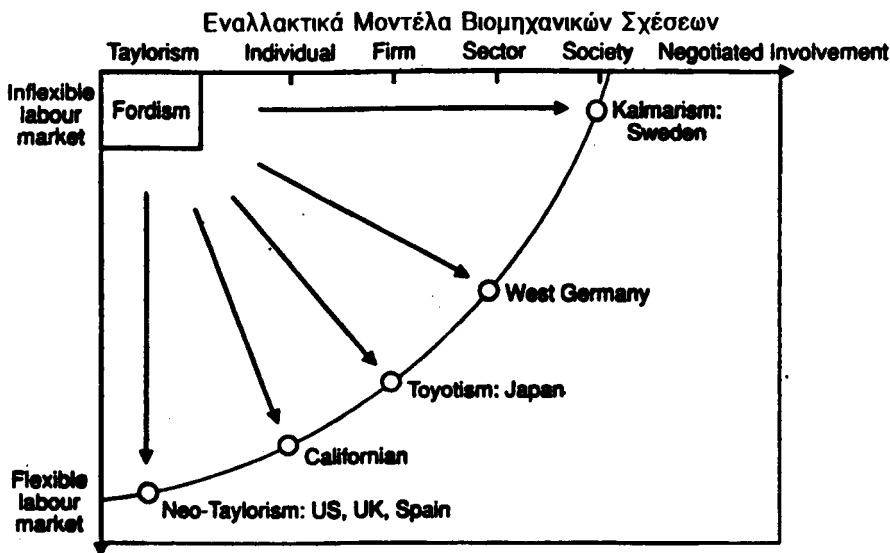 Εναλλακτικά Μοντέλα Βιομηχανικών Σχέσεων
Taylorism Individual Firm Sector Society Negotiated Involvement
Inflexible
labour
market
Fordism
Kalmarism:
Sweden
West Germany
Toyotism: Japan
Californian
Flexible
labour
market
Neo-Taylorism: US, UK, Spain